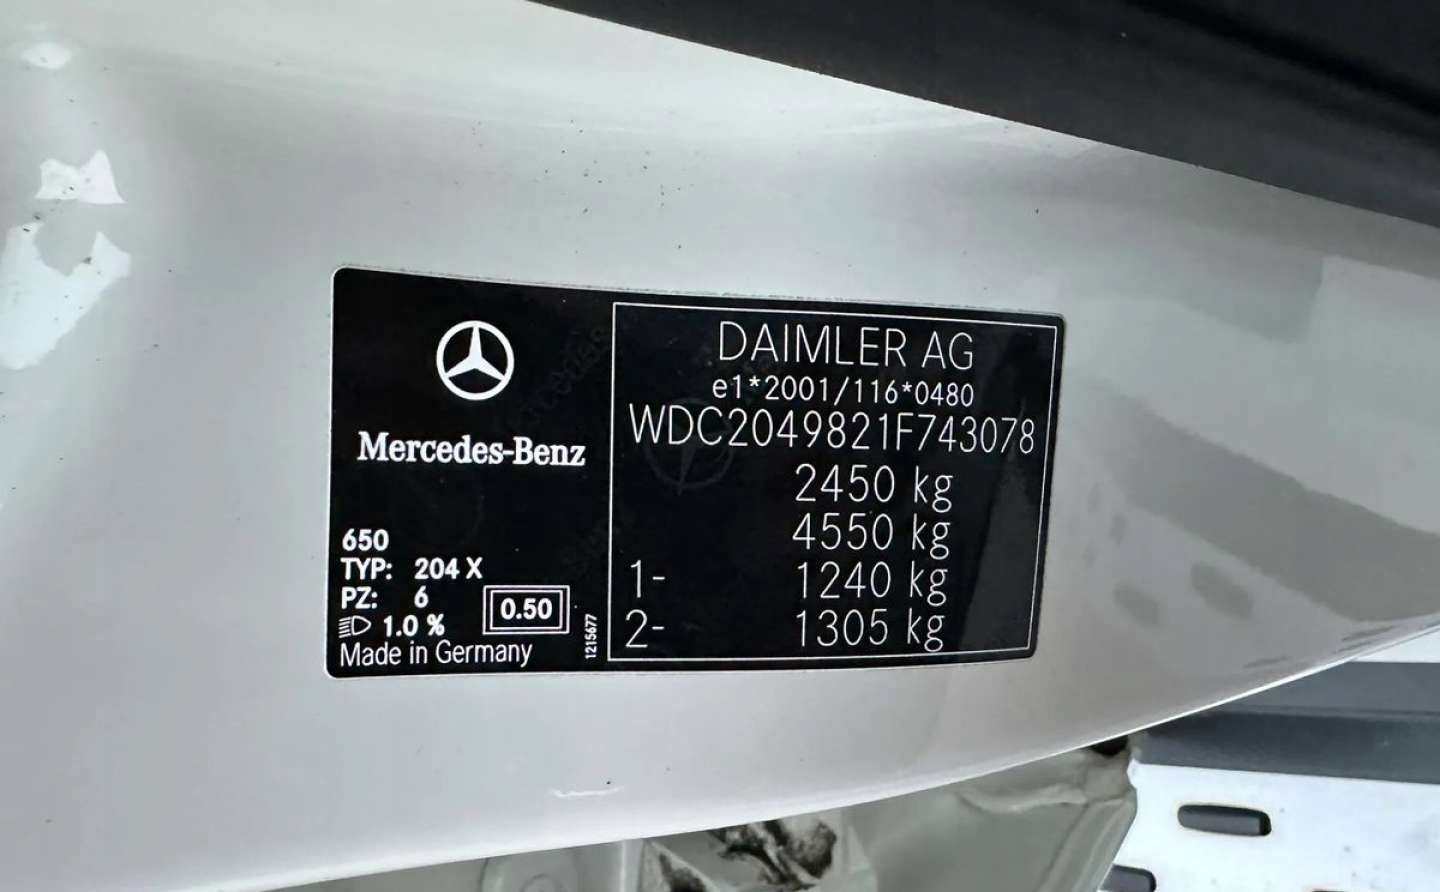 Mercedes-Benz
650
TYP: 204 X
PZ: 6
1.0 %
0.50
Made in Germany
1215677
DAIMLER AG
e1*2001/116*0480
WDC2049821F743078
2450 kg
4550 kg
1- 1240 kg
2- 1305 kg